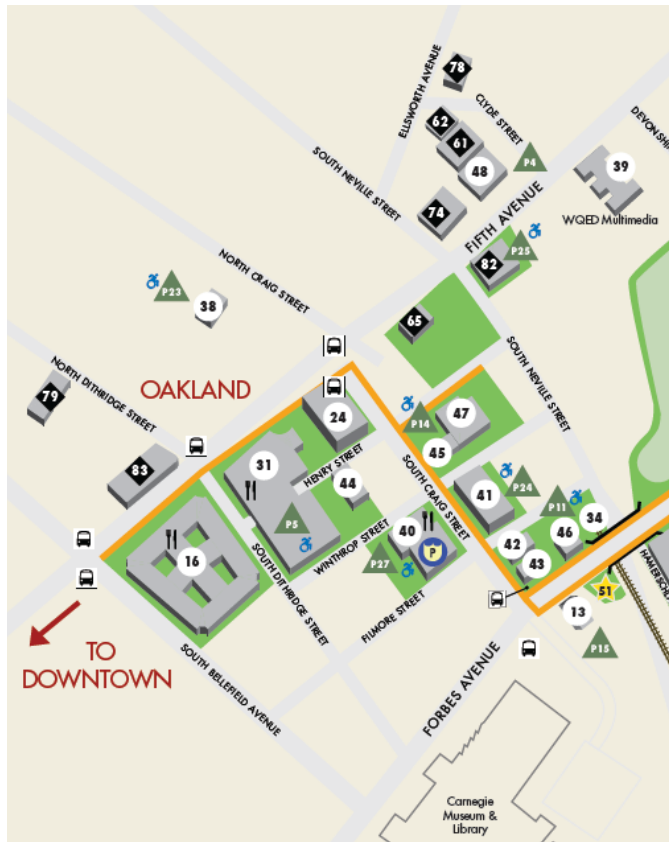 78
ELLSWORTH AVENUE
CLYDE STREET
62
61
48
P4
39
WQED Multimedia
SOUTH NEVILLE STREET
74
FIFTH AVENUE
P25
82
NORTH CRAIG STREET
P23
38
65
SOUTH NEVILLE STREET
OAKLAND
79
NORTH DITHRIDGE STREET
24
P14
47
45
83
31
HENRY STREET
44
SOUTH CRAIG STREET
41
P24
P11
34
P5
WINTHROP STREET
40
P
42
46
43
16
P27
SOUTH DITHRIDGE STREET
FILMORE STREET
51
13
P15
TO
DOWNTOWN
SOUTH BELLEFIELD AVENUE
FORBES AVENUE
Carnegie
Museum &
Library